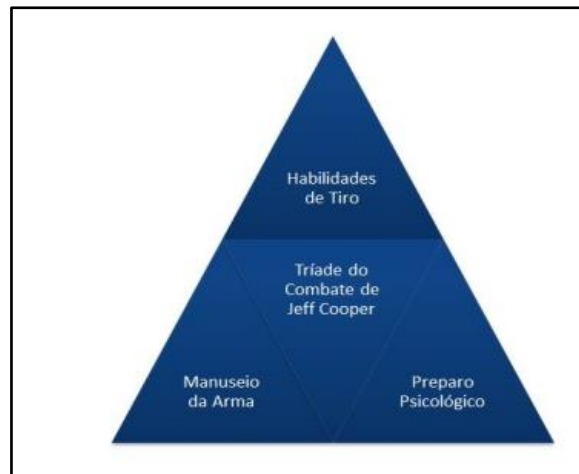 Habilidades
de Tiro
Tríade do
Combate de
Jeff Cooper
Manuseio
da Arma
Preparo
Psicológico